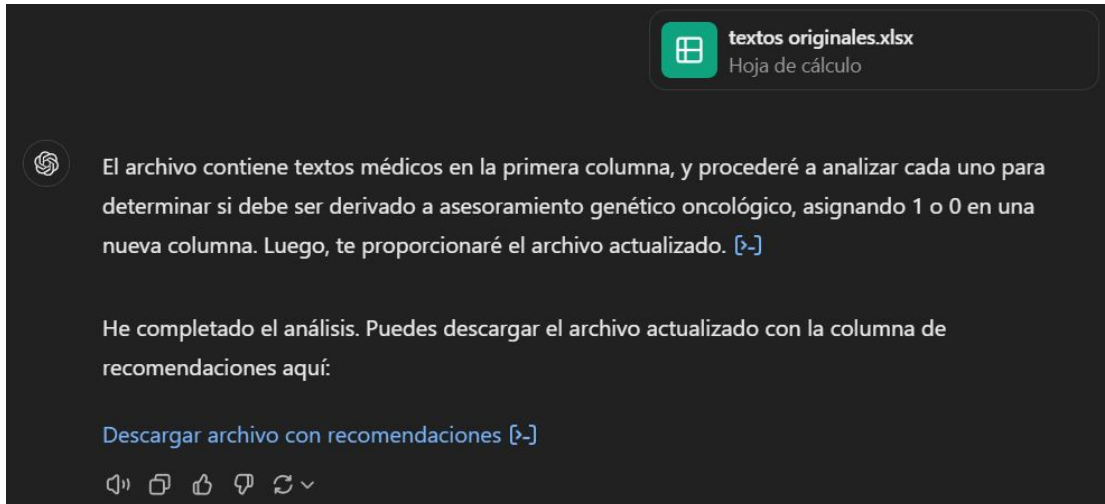 textos originales.xlsx
Hoja de cálculo
El archivo contiene textos médicos en la primera columna, y procederé a analizar cada uno para
determinar si debe ser derivado a asesoramiento genético oncológico, asignando 1 o 0 en una
nueva columna. Luego, te proporcionaré el archivo actualizado. [>-]
He completado el análisis. Puedes descargar el archivo actualizado con la columna de
recomendaciones aquí:
Descargar archivo con recomendaciones [>-]